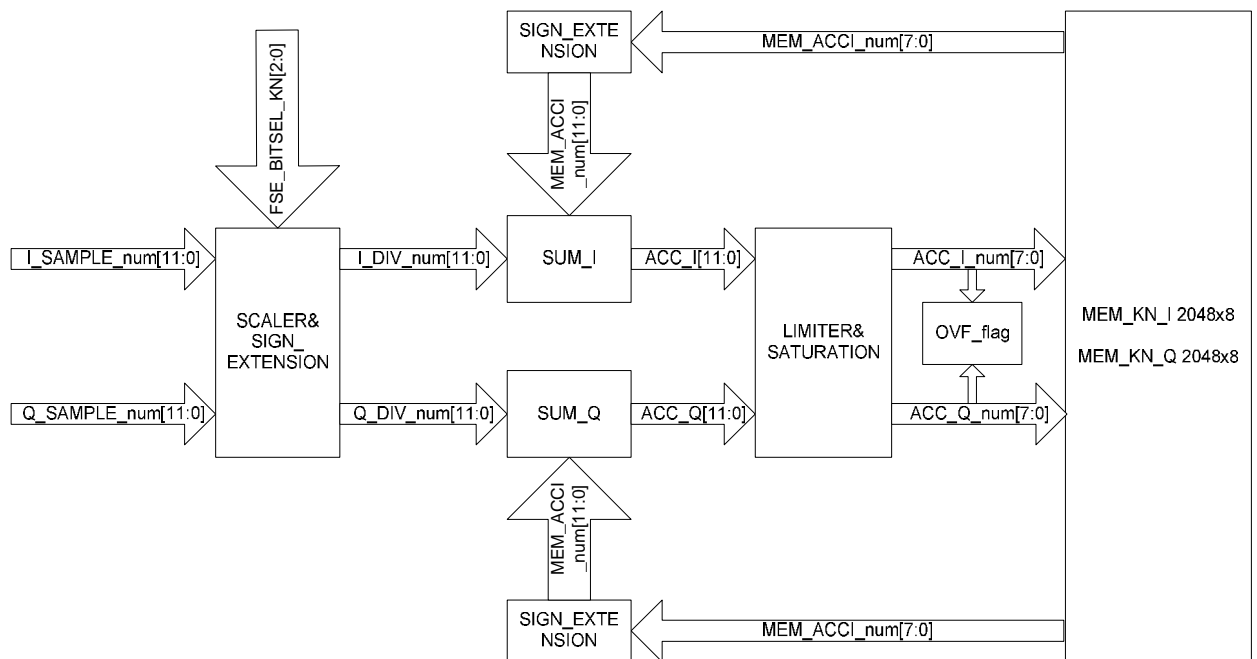 SIGN_EXTE
NSION
MEM_ACCI_num[7:0]
FSE_BITSEL_KN[2:0]
MEM_ACCI
_num[11:0]
I_SAMPLE_num[11:0]
I_DIV_num[11:0]
SUM_I
ACC_I[11:0]
ACC_I_num[7:0]
SCALER&
SIGN_
EXTENSION
LIMITER&
SATURATION
OVF_flag
MEM_KN_I 2048x8
MEM_KN_Q 2048x8
Q_SAMPLE_num[11:0]
Q_DIV_num[11:0]
SUM_Q
ACC_Q[11:0]
ACC_Q_num[7:0]
MEM_ACCI
_num[11:0]
SIGN_EXTE
NSION
MEM_ACCI_num[7:0]